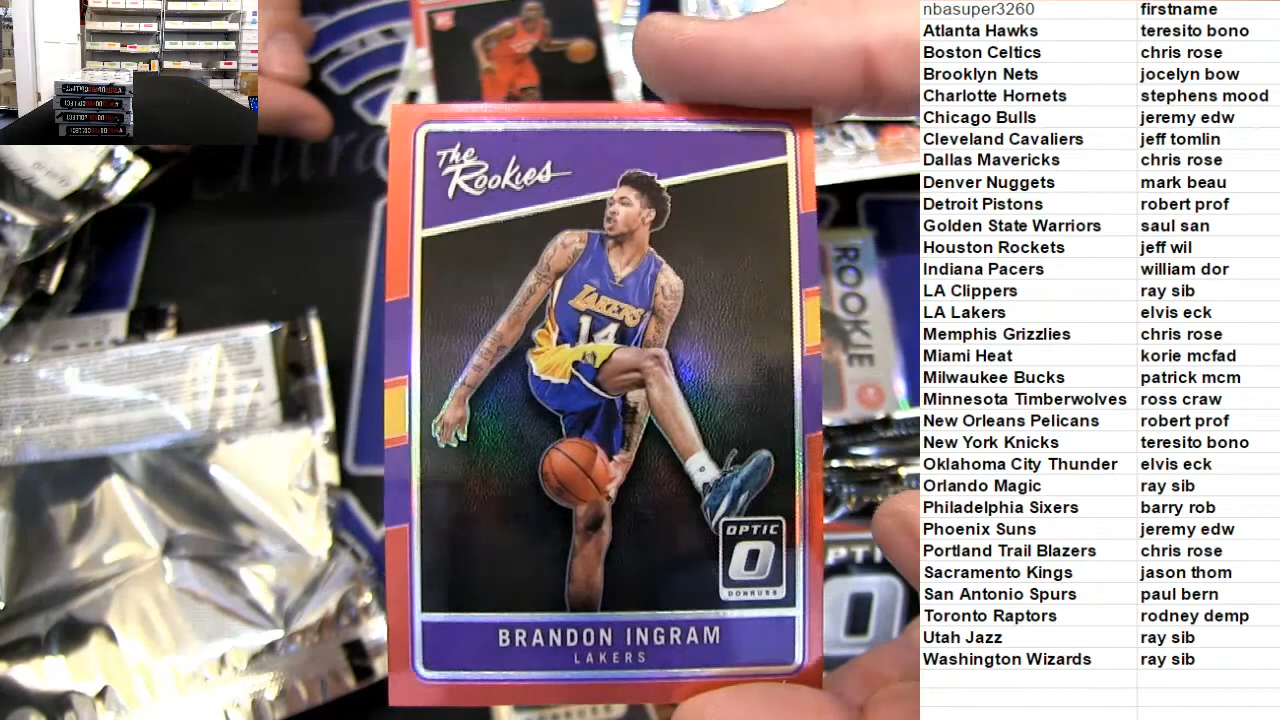 The
Rookies
LAKERS
14
OPTIC
DONRUSS
BRANDON INGRAM
LAKERS
ROOKIE
nbasuper3260 firstname
Atlanta Hawks teresito bono
Boston Celtics chris rose
Brooklyn Nets jocelyn bow
Charlotte Hornets stephens mood
Chicago Bulls jeremy edw
Cleveland Cavaliers jeff tomlin
Dallas Mavericks chris rose
Denver Nuggets mark beau
Detroit Pistons robert prof
Golden State Warriors saul san
Houston Rockets jeff wil
Indiana Pacers william dor
LA Clippers ray sib
LA Lakers elvis eck
Memphis Grizzlies chris rose
Miami Heat korie mcfad
Milwaukee Bucks patrick mcm
Minnesota Timberwolves ross craw
New Orleans Pelicans robert prof
New York Knicks teresito bono
Oklahoma City Thunder elvis eck
Orlando Magic ray sib
Philadelphia Sixers barry rob
Phoenix Suns jeremy edw
Portland Trail Blazers chris rose
Sacramento Kings jason thom
San Antonio Spurs paul bern
Toronto Raptors rodney demp
Utah Jazz ray sib
Washington Wizards ray sib